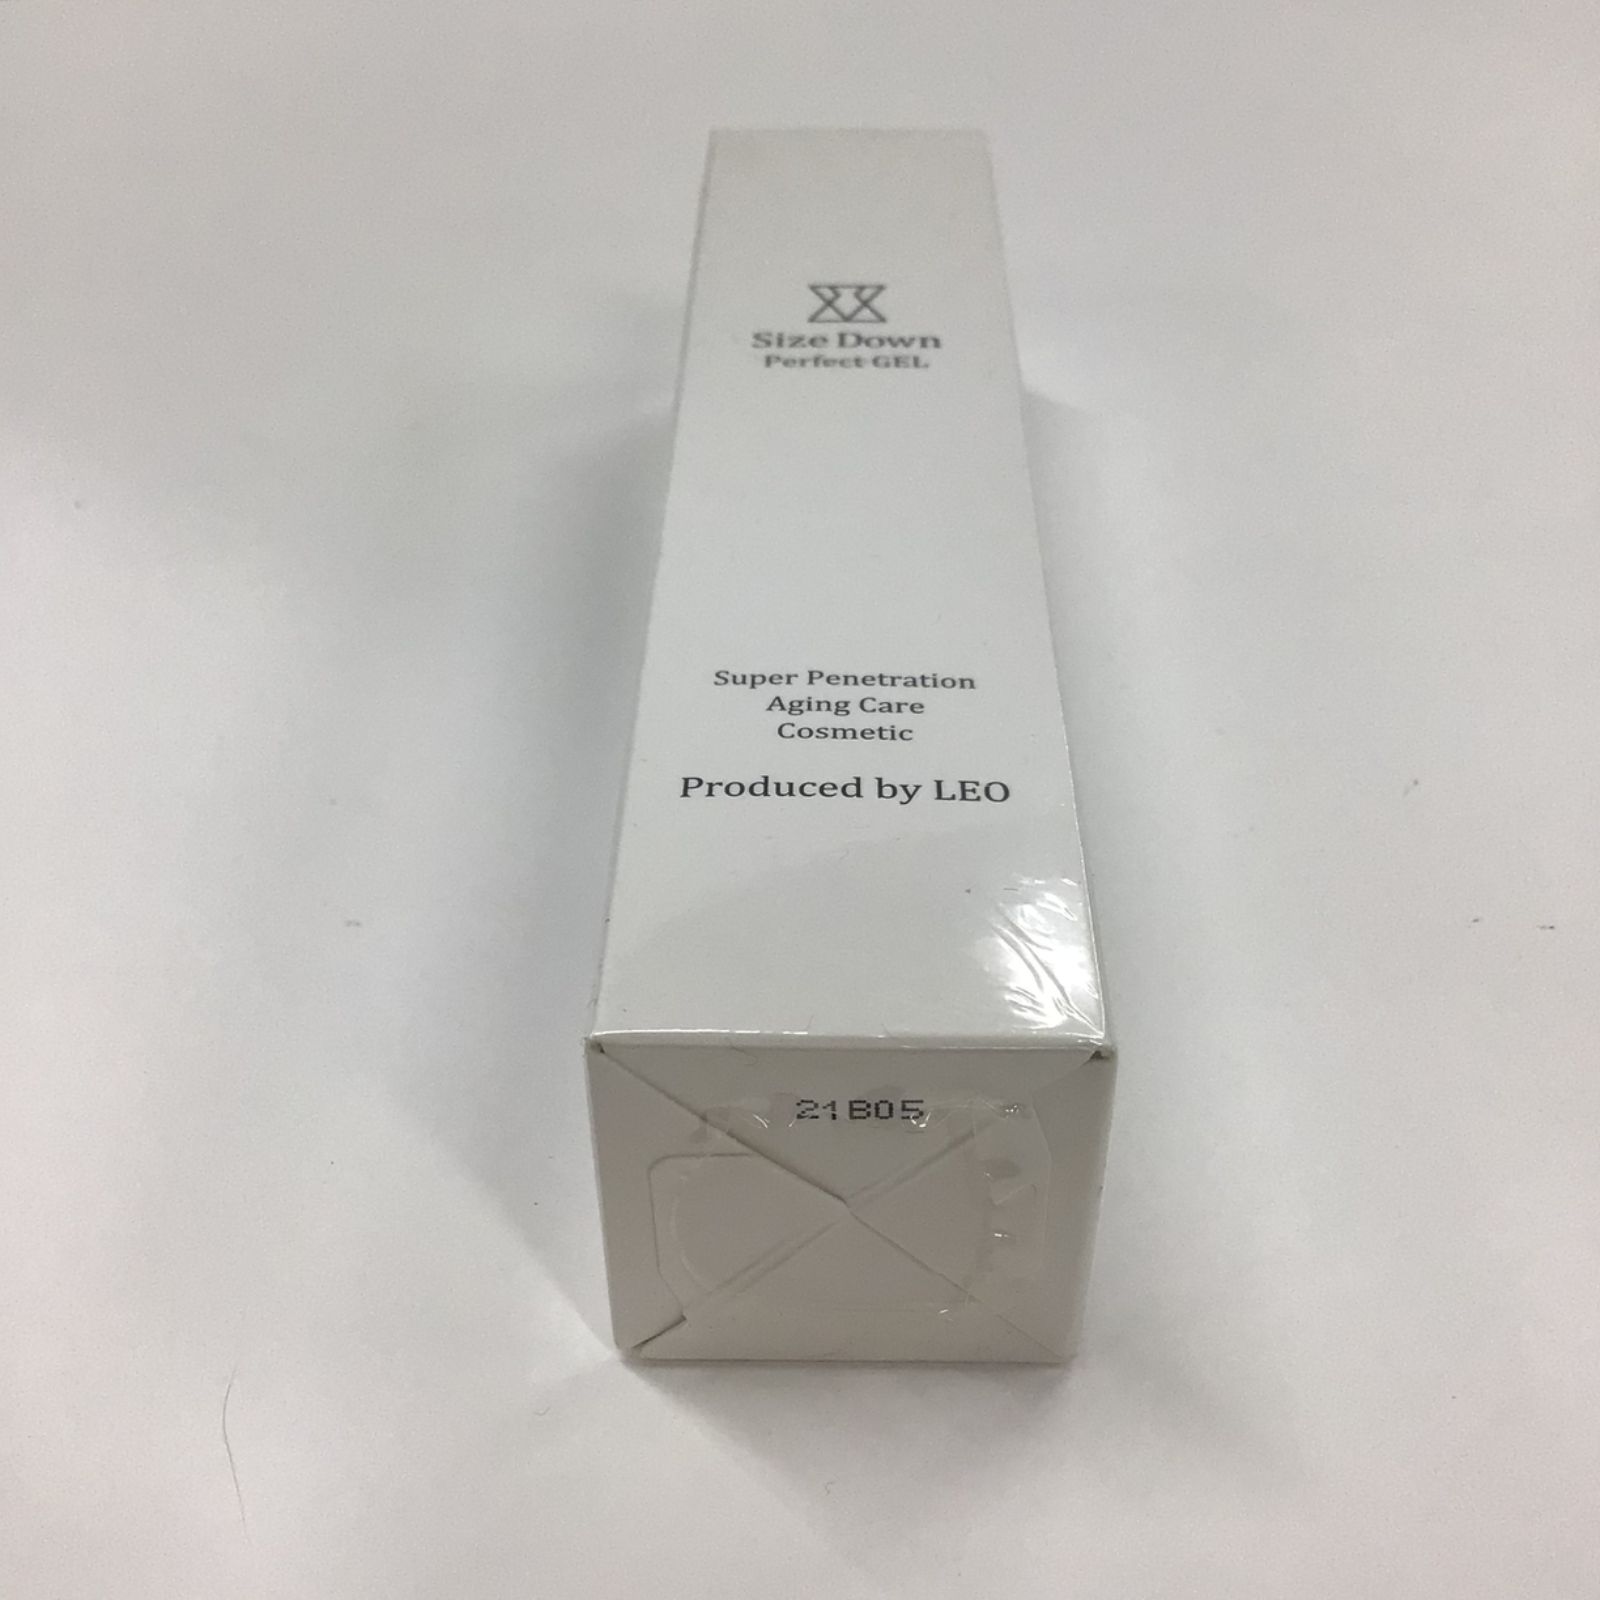 Size Down
Perfect GEL
Super Penetration
Aging Care
Cosmetic
Produced by LEO
21B05